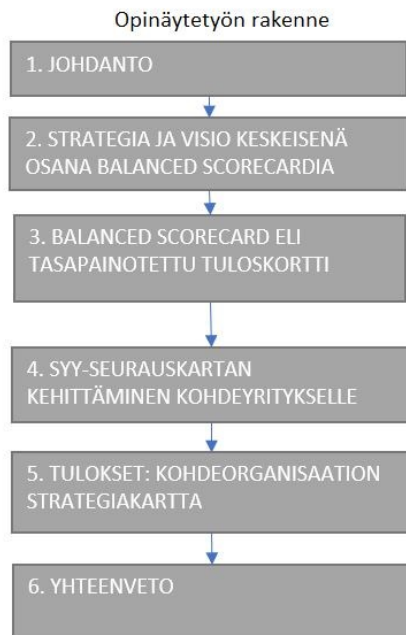 Opinäytetyön rakenne
1. JOHDANTO
2. STRATEGIA JA VISIO KESKEISENÄ
OSANA BALANCED SCORECARDIA
3. BALANCED SCORECARD ELI
TASAPAINOTETTU TULOSKORTTI
4. SYY-SEURAUSKARTAN
KEHITTÄMINEN KOHDEYRITYKSELLE
5. TULOKSET: KOHDEORGANISAATION
STRATEGIAKARTTA
6. YHTEENVETO